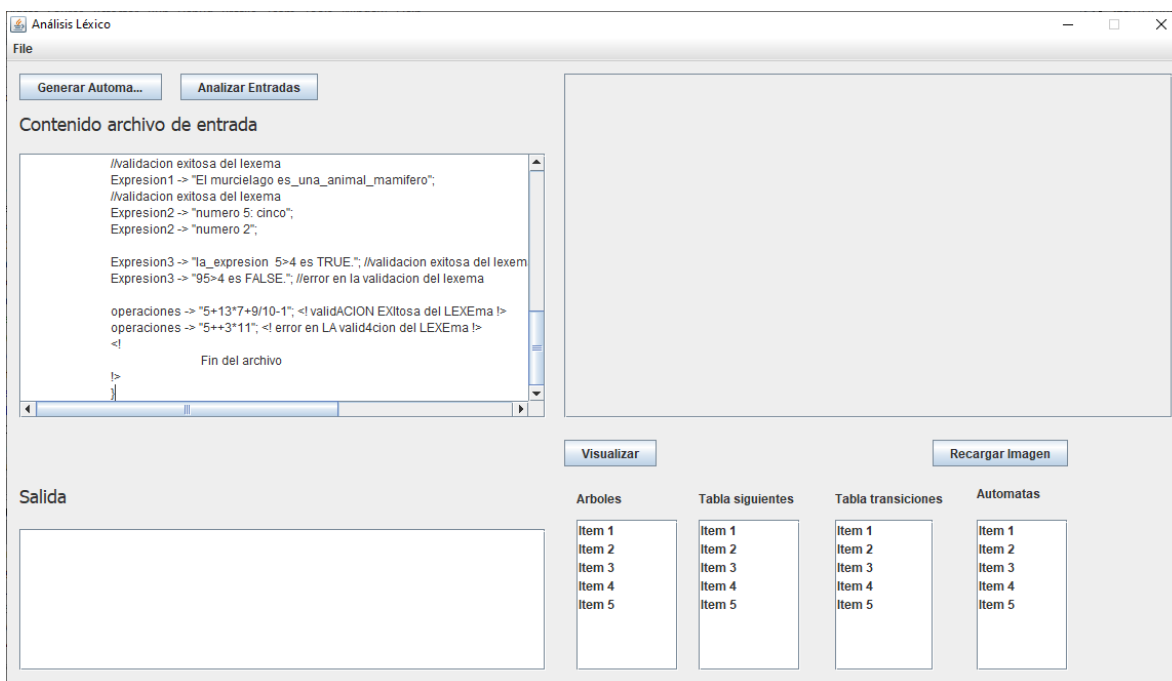 Análisis Léxico
File
Generar Automa...
Analizar Entradas
Contenido archivo de entrada
//validacion exitosa del lexema
Expresion1 -> "El murcielago es_una_animal_mamifero";
//validacion exitosa del lexema
Expresion2 -> "numero 5: cinco";
Expresion2 -> "numero 2";
Expresion3 -> "la_expresion  5>4 es TRUE."; //validacion exitosa del lexem
Expresion3 -> "95>4 es FALSE."; //error en la validacion del lexema
operaciones -> "5+13*7+9/10-1"; <! validACION EXItosa del LEXEma !>
operaciones -> "5++3*11"; <! error en LA valid4cion del LEXEma !>
<!
Fin del archivo
!>
}
Visualizar
Recargar Imagen
Salida
Arboles
Item 1
Item 2
Item 3
Item 4
Item 5
Tabla siguientes
Item 1
Item 2
Item 3
Item 4
Item 5
Tabla transiciones
Item 1
Item 2
Item 3
Item 4
Item 5
Automatas
Item 1
Item 2
Item 3
Item 4
Item 5